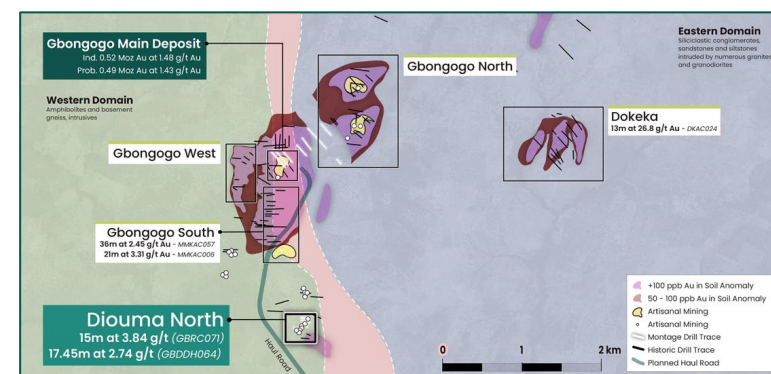 Gbongogo Main Deposit
Ind. 0.52 Moz Au at 1.48 g/t Au
Prob. 0.49 Moz Au at 1.43 g/t Au
Western Domain
Amphibolites and basement
gneiss, intrusives
Gbongogo West
Gbongogo South
36m at 2.45 g/t Au - MMKAC057
21m at 3.31 g/t Au - MMKAC006
Diouma North
15m at 3.84 g/t (GBRC071)
17.45m at 2.74 g/t (GBDDH064)
Haul Road
Gbongogo North
Eastern Domain
Siliciclastic conglomerates,
sandstones and siltstones
intruded by numerous granites
and granodiorites
Dokeka
13m at 26.8 g/t Au - DKAC024
+100 ppb Au in Soil Anomaly
50 - 100 ppb Au in Soil Anomaly
Artisanal Mining
Artisanal Mining
Montage Drill Trace
Historic Drill Trace
Planned Haul Road
0 1 2 km